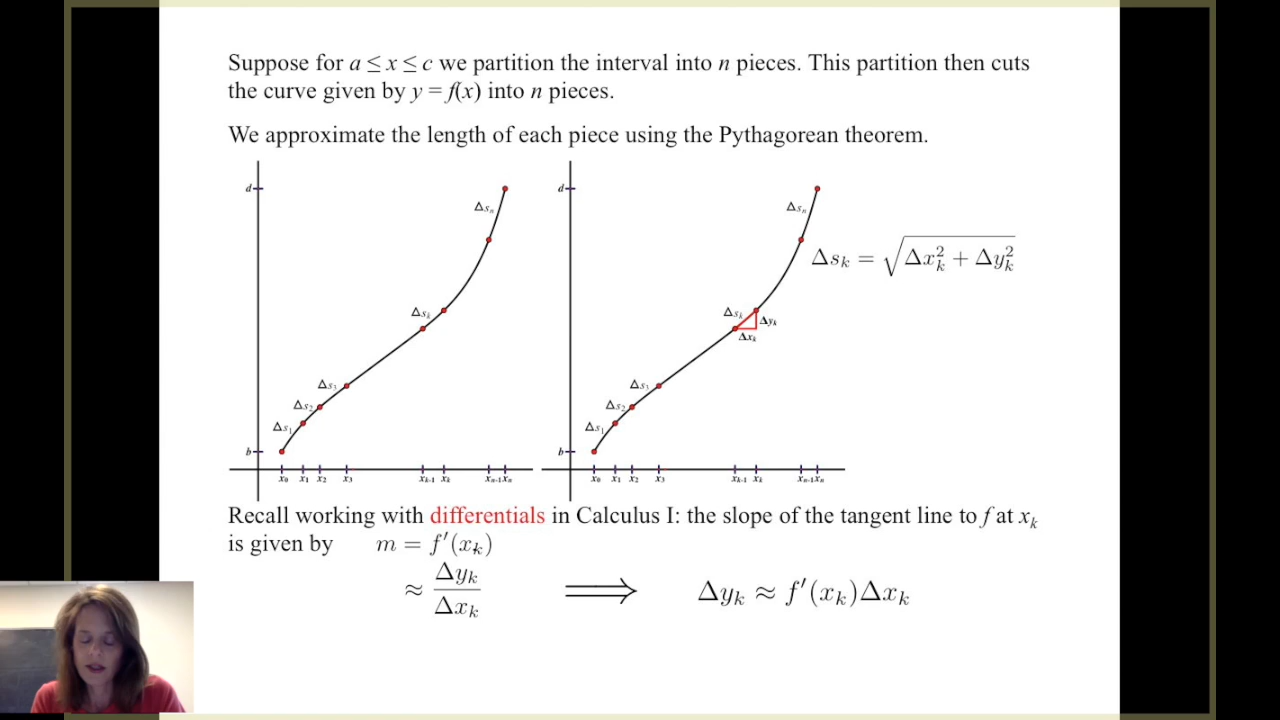 Suppose for a ≤ x ≤ c we partition the interval into n pieces. This partition then cuts
the curve given by y = f(x) into n pieces.
We approximate the length of each piece using the Pythagorean theorem.
d
Δsₙ
Δsₖ
Δs₃
Δs₂
Δs₁
b
x₀ x₁ x₂ x₃ xₖ₋₁ xₖ xₙ₋₁ xₙ
d
Δsₙ
Δsₖ = √(Δxₖ² + Δyₖ²)
Δsₖ
Δyₖ
Δxₖ
Δs₃
Δs₂
Δs₁
b
x₀ x₁ x₂ x₃ xₖ₋₁ xₖ xₙ₋₁ xₙ
Recall working with differentials in Calculus I: the slope of the tangent line to f at xₖ
is given by m = f′(xₖ)
≈ Δyₖ/Δxₖ ⟹ Δyₖ ≈ f′(xₖ)Δxₖ